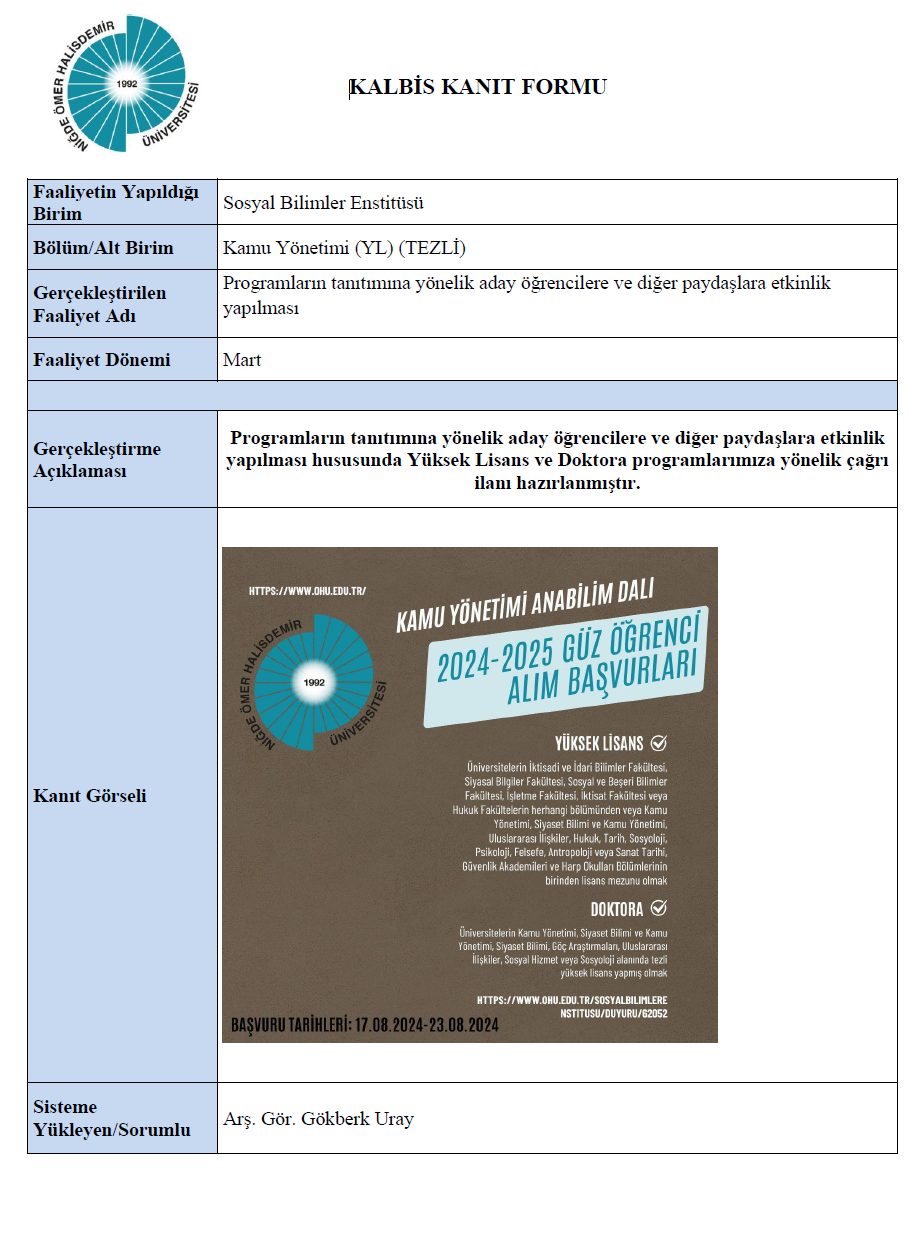 NİĞDE ÖMER HALİSDEMİR
ÜNİVERSİTESİ
1992
KALBİS KANIT FORMU
Faaliyetin Yapıldığı
Birim
Sosyal Bilimler Enstitüsü
Bölüm/Alt Birim
Kamu Yönetimi (YL) (TEZLİ)
Gerçekleştirilen
Faaliyet Adı
Programların tanıtımına yönelik aday öğrencilere ve diğer paydaşlara etkinlik
yapılması
Faaliyet Dönemi
Mart
Gerçekleştirme
Açıklaması
Programların tanıtımına yönelik aday öğrencilere ve diğer paydaşlara etkinlik
yapılması hususunda Yüksek Lisans ve Doktora programlarımıza yönelik çağrı
ilanı hazırlanmıştır.
Kanıt Görseli
HTTPS://WWW.OHU.EDU.TR/
NİĞDE ÖMER HALİSDEMİR
ÜNİVERSİTESİ
1992
KAMU YÖNETİMİ ANABİLİM DALI
2024-2025 GÜZ ÖĞRENCİ
ALIM BAŞVURLARI
YÜKSEK LİSANS
Üniversitelerin İktisadi ve İdari Bilimler Fakültesi,
Siyasal Bilgiler Fakültesi, Sosyal ve Beşeri Bilimler
Fakültesi, İşletme Fakültesi, İktisat Fakültesi veya
Hukuk Fakültelerin herhangi bölümünden veya Kamu
Yönetimi, Siyaset Bilimi ve Kamu Yönetimi,
Uluslararası İlişkiler, Hukuk, Tarih, Sosyoloji,
Psikoloji, Felsefe, Antropoloji veya Sanat Tarihi,
Güvenlik Akademileri ve Harp Okulları Bölümlerinin
birinden lisans mezunu olmak
DOKTORA
Üniversitelerin Kamu Yönetimi, Siyaset Bilimi ve Kamu
Yönetimi, Siyaset Bilimi, Göç Araştırmaları, Uluslararası
İlişkiler, Sosyal Hizmet veya Sosyoloji alanında tezli
yüksek lisans yapmış olmak
HTTPS://WWW.OHU.EDU.TR/SOSYALBILIMLERE
NSTITUSU/DUYURU/62052
BAŞVURU TARİHLERİ: 17.08.2024-23.08.2024
Sisteme
Yükleyen/Sorumlu
Arş. Gör. Gökberk Uray